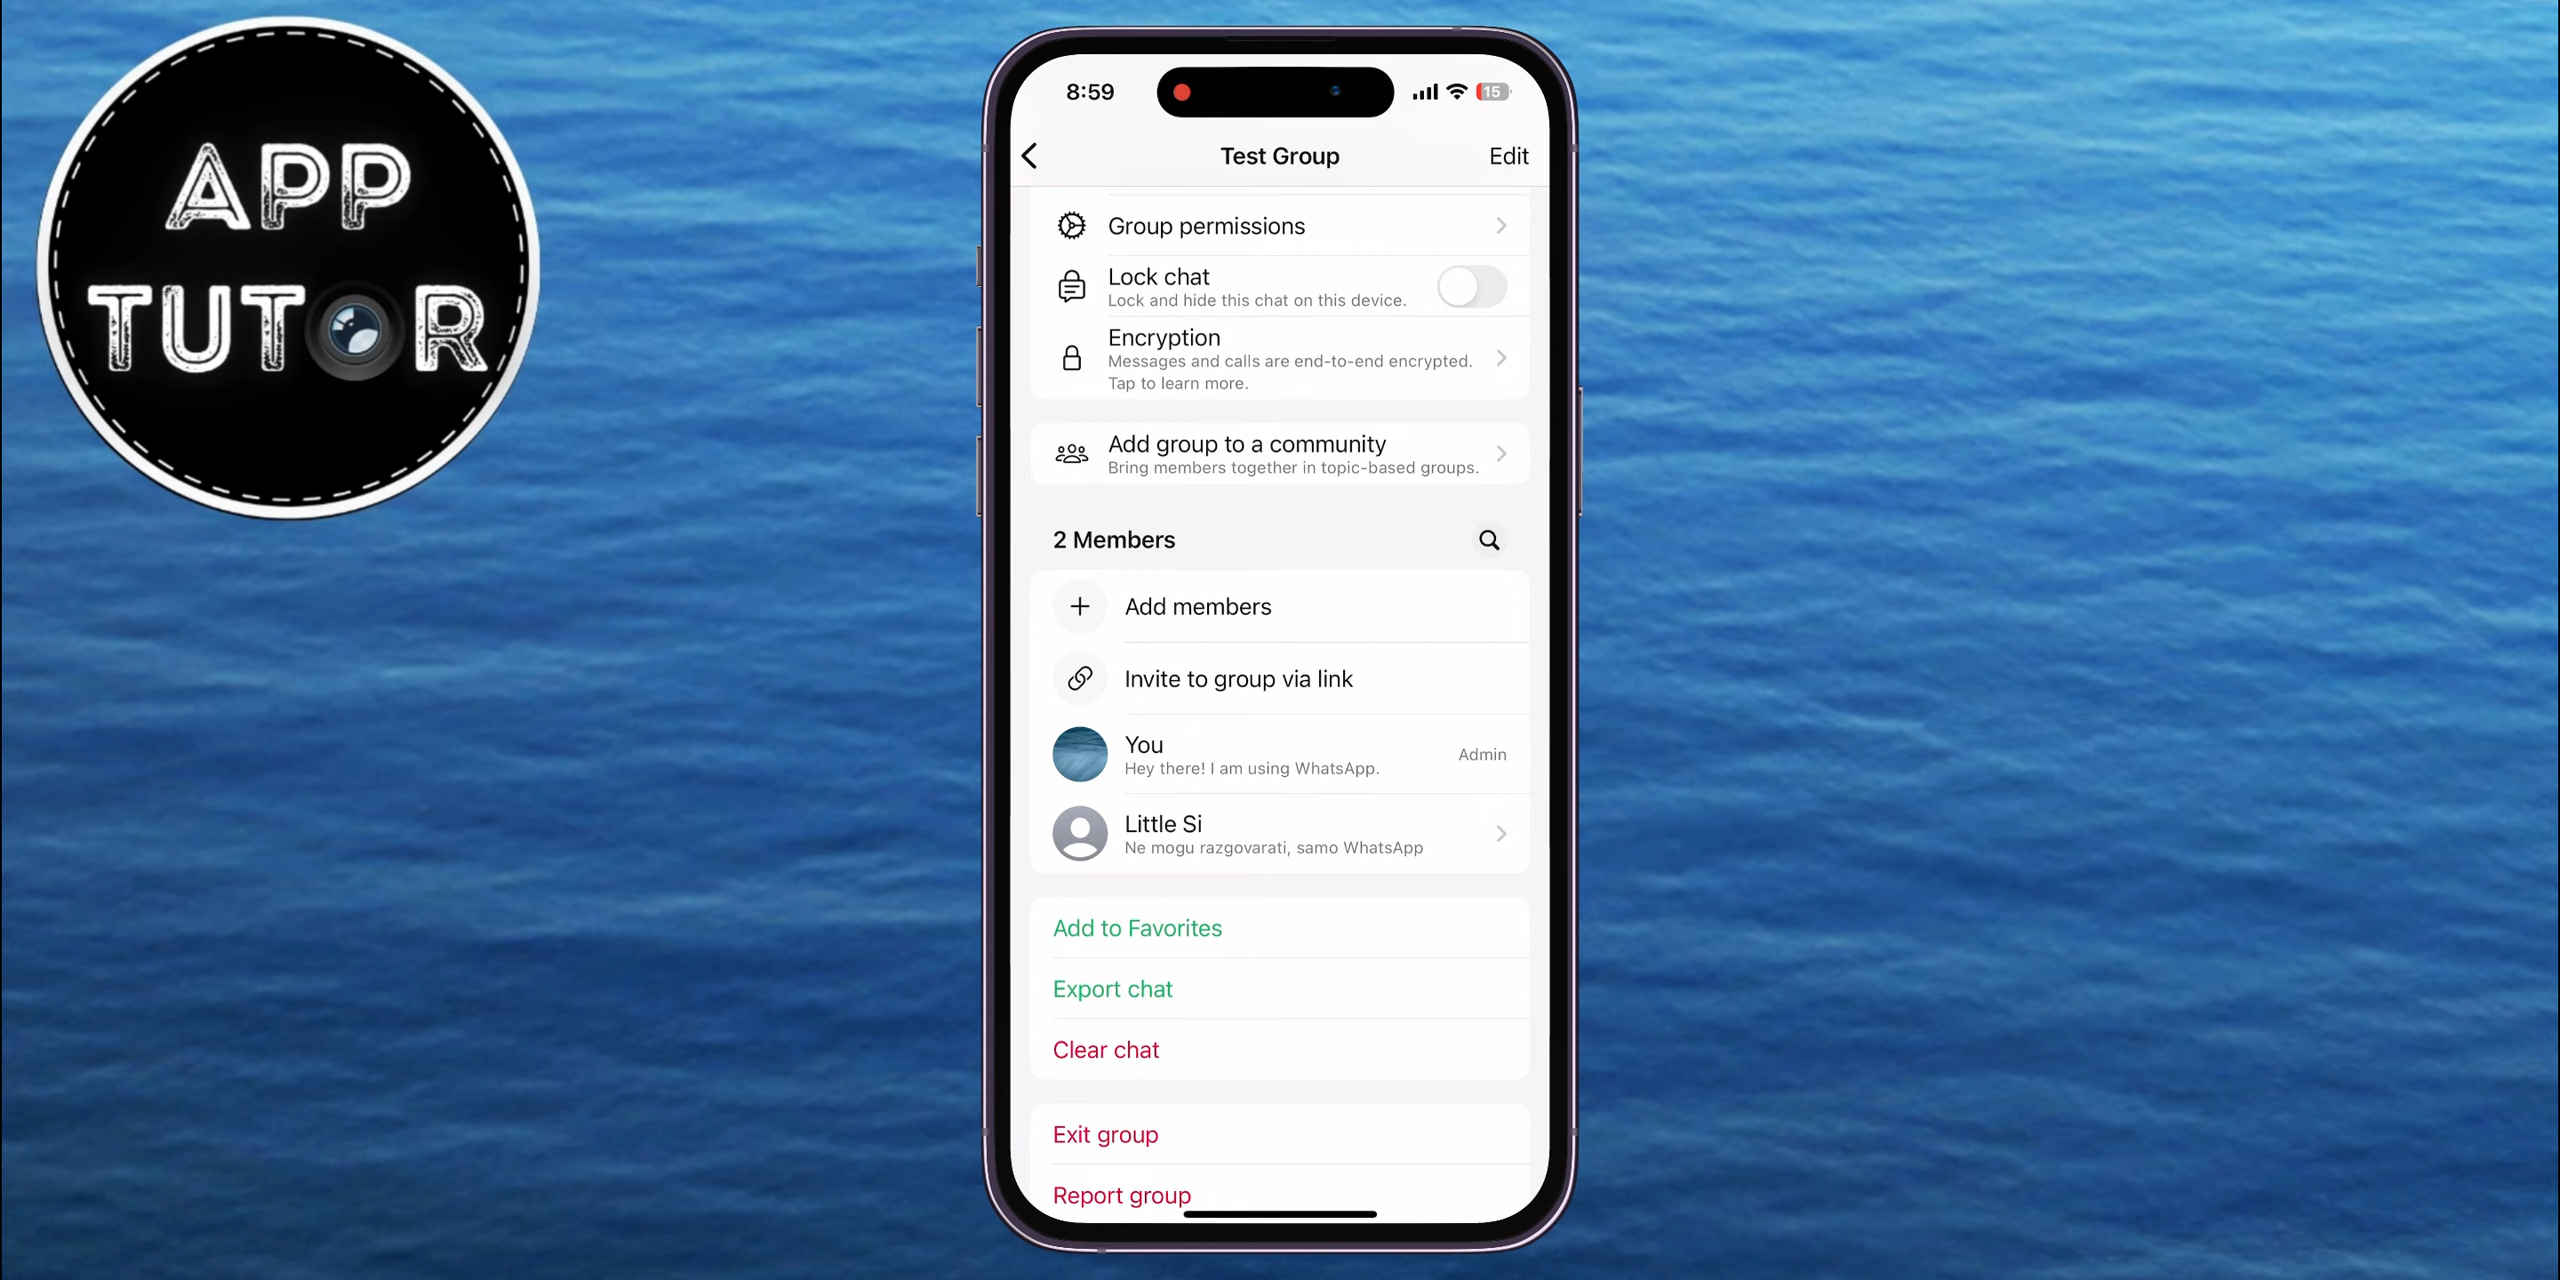 APP
TUTOR
8:59
15
Test Group
Edit
Group permissions
Lock chat
Lock and hide this chat on this device.
Encryption
Messages and calls are end-to-end encrypted.
Tap to learn more.
Add group to a community
Bring members together in topic-based groups.
2 Members
Add members
Invite to group via link
You
Hey there! I am using WhatsApp.
Admin
Little Si
Ne mogu razgovarati, samo WhatsApp
Add to Favorites
Export chat
Clear chat
Exit group
Report group